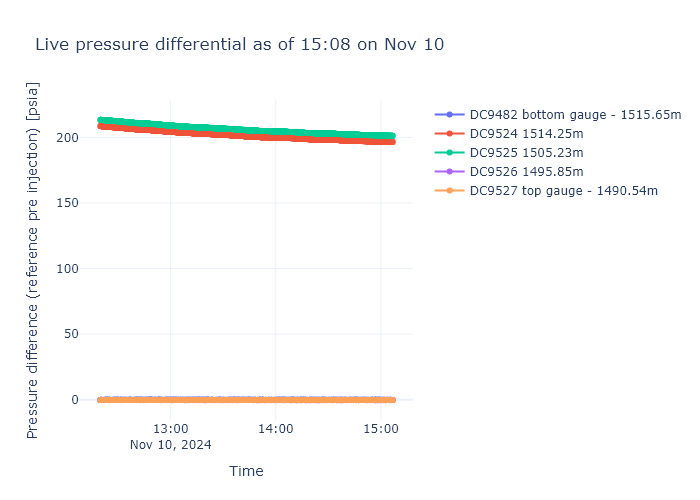 Live pressure differential as of 15:08 on Nov 10
Pressure difference (reference pre injection) [psia]
200
150
100
50
0
13:00
Nov 10, 2024
14:00
15:00
Time
DC9482 bottom gauge - 1515.65m
DC9524 1514.25m
DC9525 1505.23m
DC9526 1495.85m
DC9527 top gauge - 1490.54m